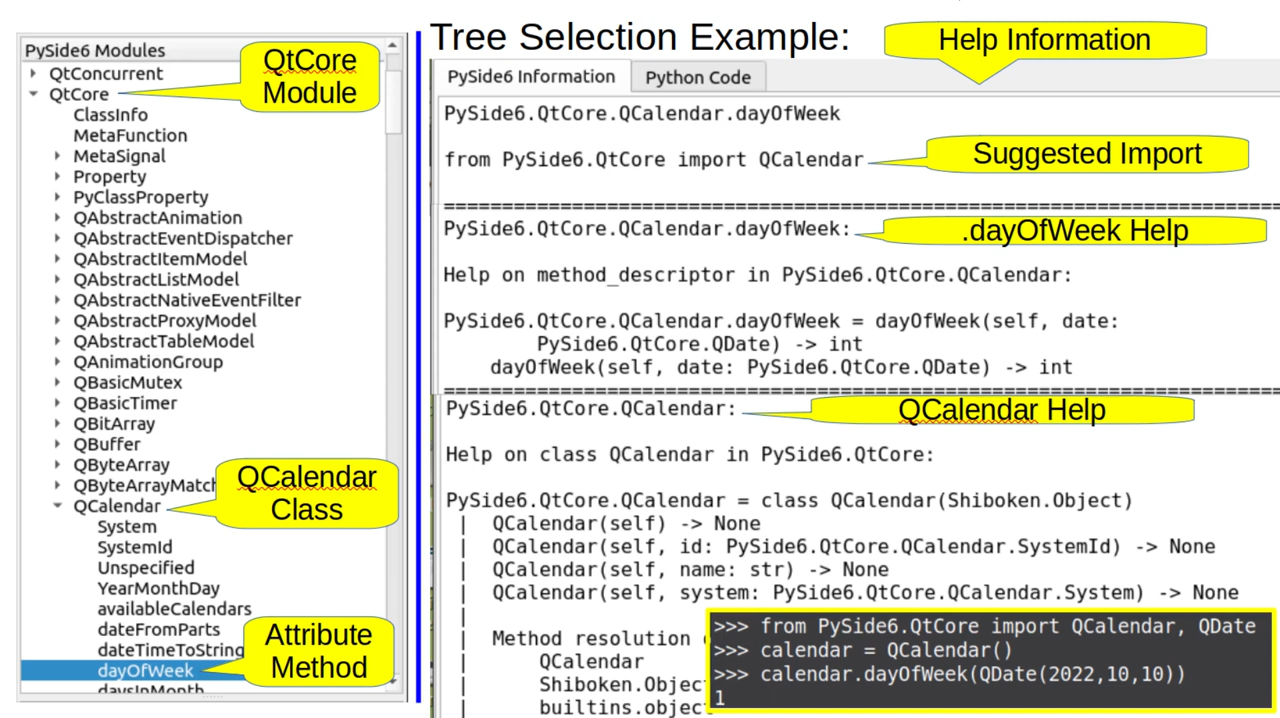 PySide6 Modules
QtConcurrent
QtCore
ClassInfo
MetaFunction
MetaSignal
Property
PyClassProperty
QAbstractAnimation
QAbstractEventDispatcher
QAbstractItemModel
QAbstractListModel
QAbstractNativeEventFilter
QAbstractProxyModel
QAbstractTableModel
QAnimationGroup
QBasicMutex
QBasicTimer
QBitArray
QBuffer
QByteArray
QByteArrayMatch
QCalendar
System
SystemId
Unspecified
YearMonthDay
availableCalendars
dateFromParts
dateTimeToString
dayOfWeek
daysInMonth
QtCore
Module
QCalendar
Class
Attribute
Method
Tree Selection Example:
Help Information
PySide6 Information
Python Code
PySide6.QtCore.QCalendar.dayOfWeek
from PySide6.QtCore import QCalendar
Suggested Import
PySide6.QtCore.QCalendar.dayOfWeek:
.dayOfWeek Help
Help on method_descriptor in PySide6.QtCore.QCalendar:
PySide6.QtCore.QCalendar.dayOfWeek = dayOfWeek(self, date:
PySide6.QtCore.QDate) -> int
dayOfWeek(self, date: PySide6.QtCore.QDate) -> int
PySide6.QtCore.QCalendar:
QCalendar Help
Help on class QCalendar in PySide6.QtCore:
PySide6.QtCore.QCalendar = class QCalendar(Shiboken.Object)
| QCalendar(self) -> None
| QCalendar(self, id: PySide6.QtCore.QCalendar.SystemId) -> None
| QCalendar(self, name: str) -> None
| QCalendar(self, system: PySide6.QtCore.QCalendar.System) -> None
|
| Method resolution
| QCalendar
| Shiboken.Object
| builtins.object
>>> from PySide6.QtCore import QCalendar, QDate
>>> calendar = QCalendar()
>>> calendar.dayOfWeek(QDate(2022,10,10))
1